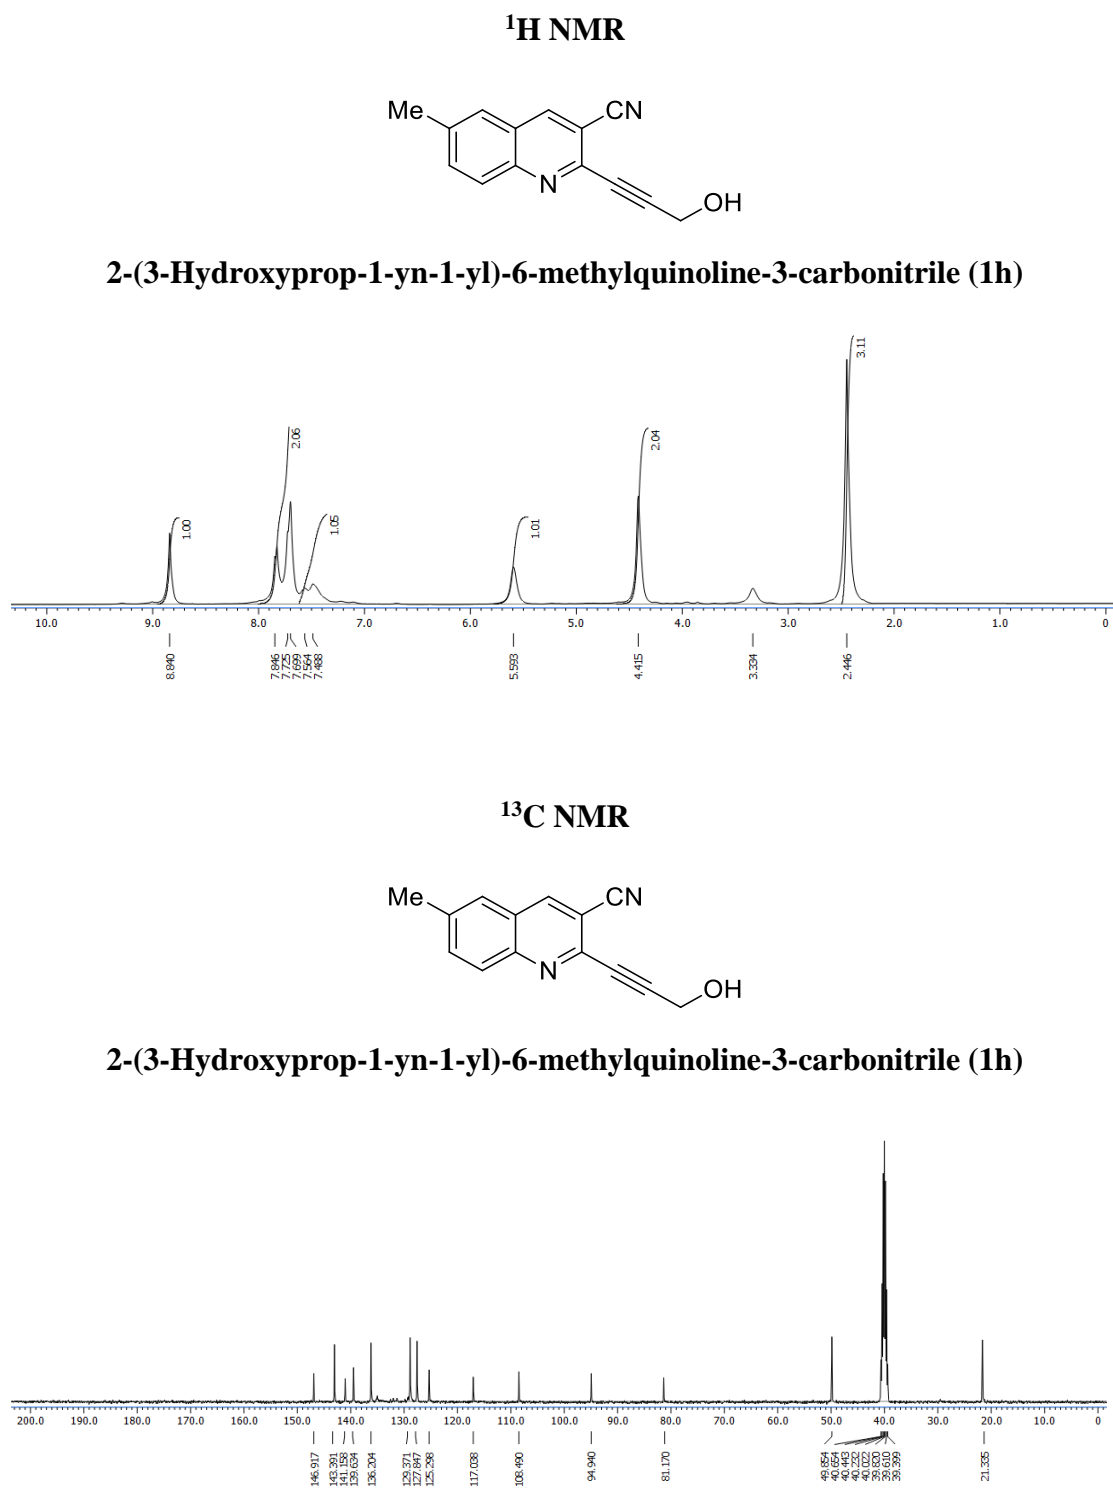 ¹H NMR
Me
CN
N
OH
2-(3-Hydroxyprop-1-yn-1-yl)-6-methylquinoline-3-carbonitrile (1h)
1.00
2.06
1.05
1.01
2.04
3.11
10.0 9.0 8.0 7.0 6.0 5.0 4.0 3.0 2.0 1.0 0
8.840 7.846 7.725 7.699 7.564 7.488 5.593 4.415 3.334 2.446
¹³C NMR
Me
CN
N
OH
2-(3-Hydroxyprop-1-yn-1-yl)-6-methylquinoline-3-carbonitrile (1h)
200.0 190.0 180.0 170.0 160.0 150.0 140.0 130.0 120.0 110.0 100.0 90.0 80.0 70.0 60.0 50.0 40.0 30.0 20.0 10.0 0
146.917 143.391 141.158 139.634 136.204 129.371 127.847 125.298 117.038 108.490 94.940 81.170 49.854 40.654 40.443 40.232 40.022 39.820 39.610 39.399 21.335